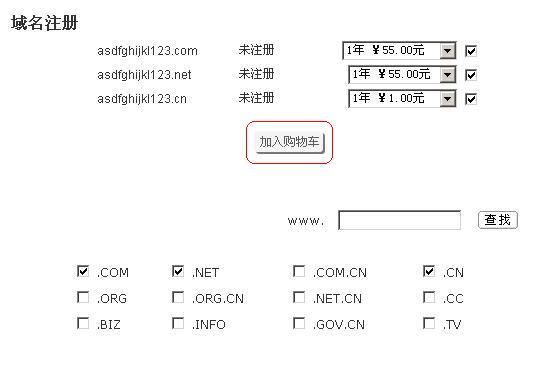 域名注册
asdfghijkl123.com 未注册 1年 ¥55.00元
asdfghijkl123.net 未注册 1年 ¥55.00元
asdfghijkl123.cn 未注册 1年 ¥1.00元
加入购物车
www. 查找
.COM .NET .COM.CN .CN
.ORG .ORG.CN .NET.CN .CC
.BIZ .INFO .GOV.CN .TV